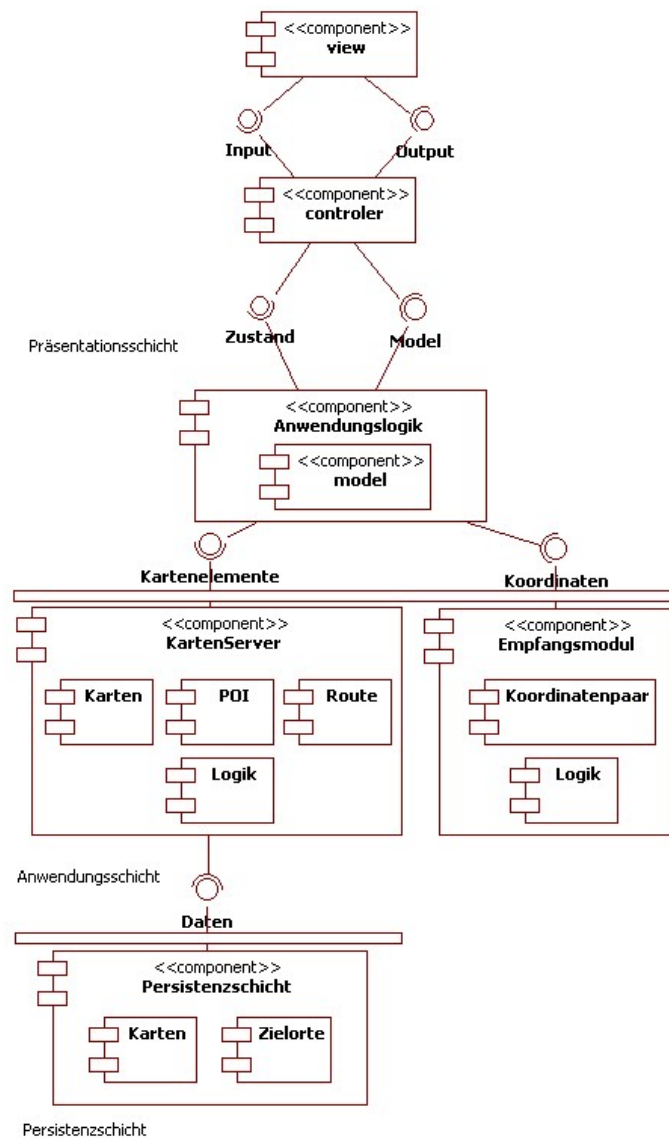 <<component>>
view
Input
Output
<<component>>
controler
Zustand
Model
Präsentationsschicht
<<component>>
Anwendungslogik
<<component>>
model
Kartenelemente
Koordinaten
<<component>>
KartenServer
Karten
POI
Route
Logik
<<component>>
Empfangsmodul
Koordinatenpaar
Logik
Anwendungsschicht
Daten
<<component>>
Persistenzschicht
Karten
Zielorte
Persistenzschicht